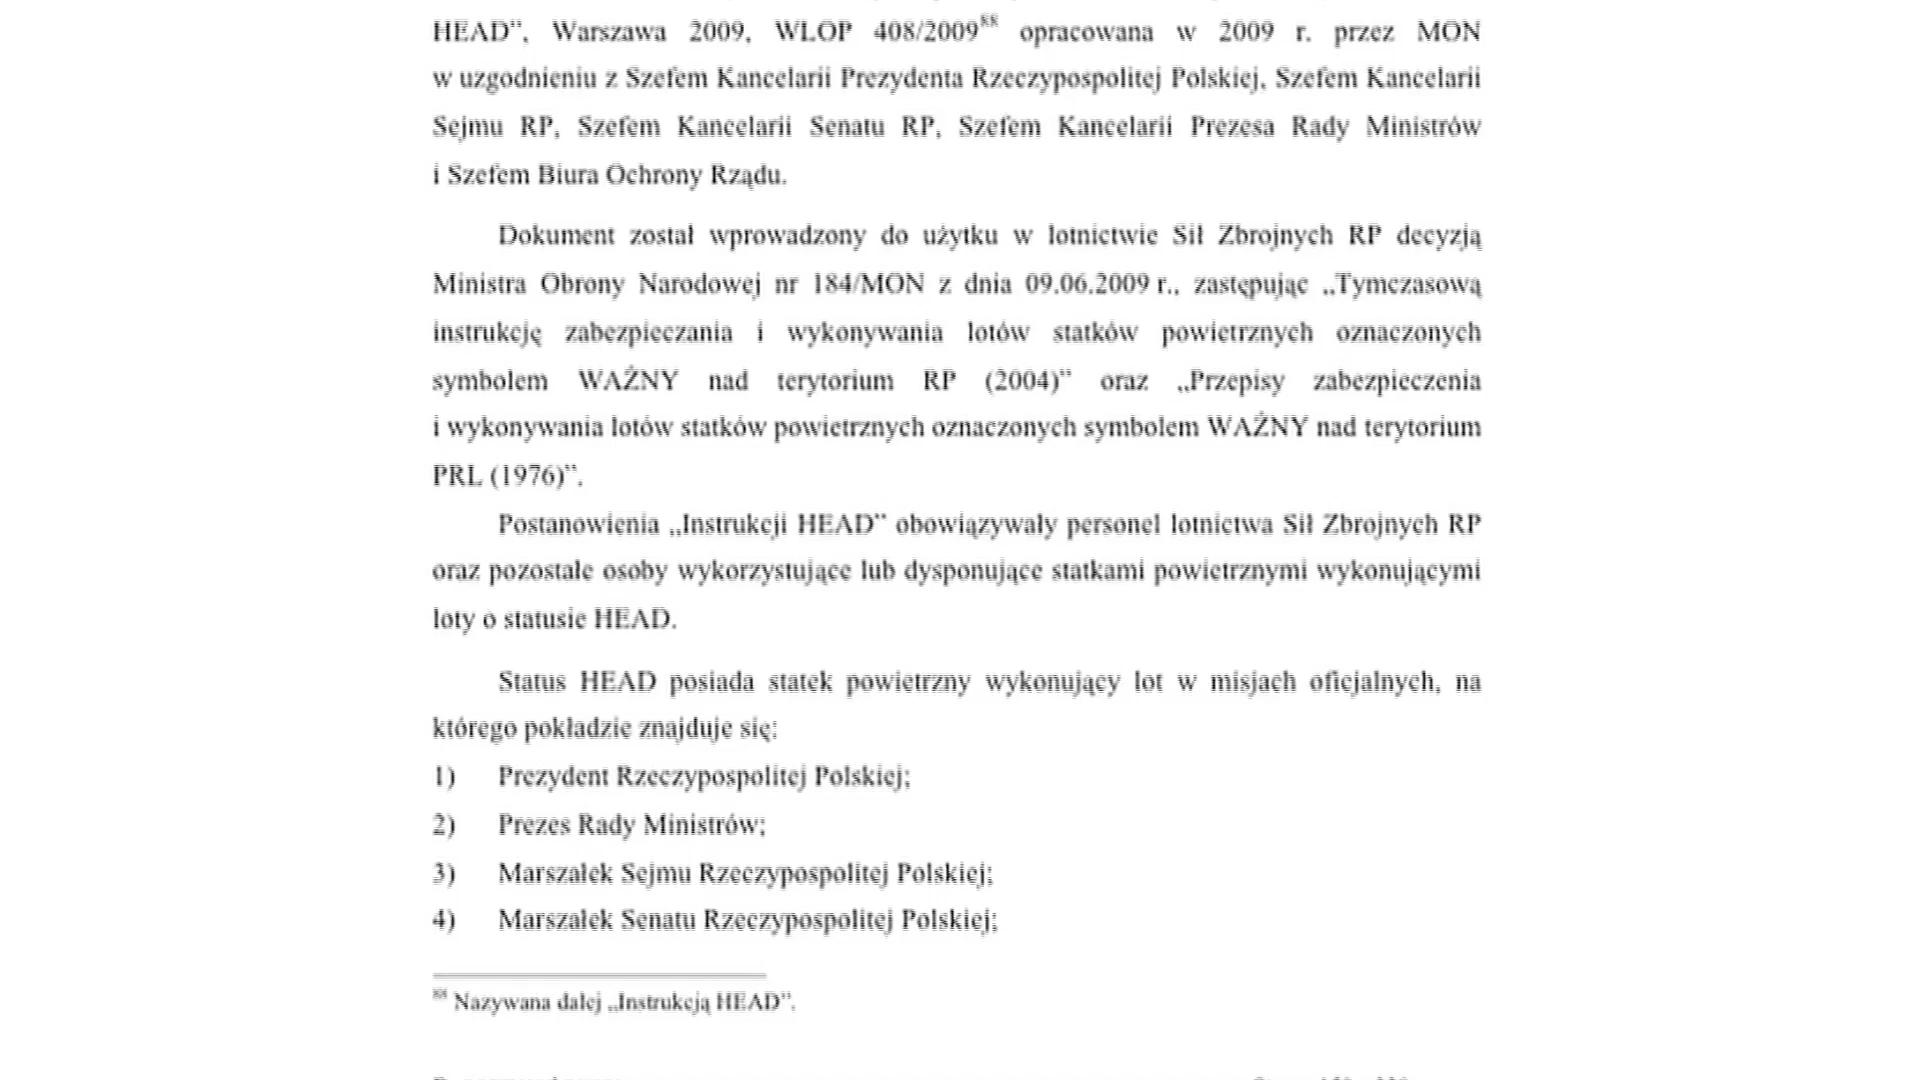 HEAD”, Warszawa 2009, WLOP 408/2009⁸⁸ opracowana w 2009 r. przez MON
w uzgodnieniu z Szefem Kancelarii Prezydenta Rzeczypospolitej Polskiej, Szefem Kancelarii
Sejmu RP, Szefem Kancelarii Senatu RP, Szefem Kancelarii Prezesa Rady Ministrów
i Szefem Biura Ochrony Rządu.
Dokument został wprowadzony do użytku w lotnictwie Sił Zbrojnych RP decyzją
Ministra Obrony Narodowej nr 184/MON z dnia 09.06.2009 r., zastępując „Tymczasową
instrukcję zabezpieczania i wykonywania lotów statków powietrznych oznaczonych
symbolem WAŻNY nad terytorium RP (2004)” oraz „Przepisy zabezpieczenia
i wykonywania lotów statków powietrznych oznaczonych symbolem WAŻNY nad terytorium
PRL (1976)”.
Postanowienia „Instrukcji HEAD” obowiązywały personel lotnictwa Sił Zbrojnych RP
oraz pozostałe osoby wykorzystujące lub dysponujące statkami powietrznymi wykonującymi
loty o statusie HEAD.
Status HEAD posiada statek powietrzny wykonujący lot w misjach oficjalnych, na
którego pokładzie znajduje się:
1) Prezydent Rzeczypospolitej Polskiej;
2) Prezes Rady Ministrów;
3) Marszałek Sejmu Rzeczypospolitej Polskiej;
4) Marszałek Senatu Rzeczypospolitej Polskiej;
⁸⁸ Nazywana dalej „Instrukcją HEAD”.